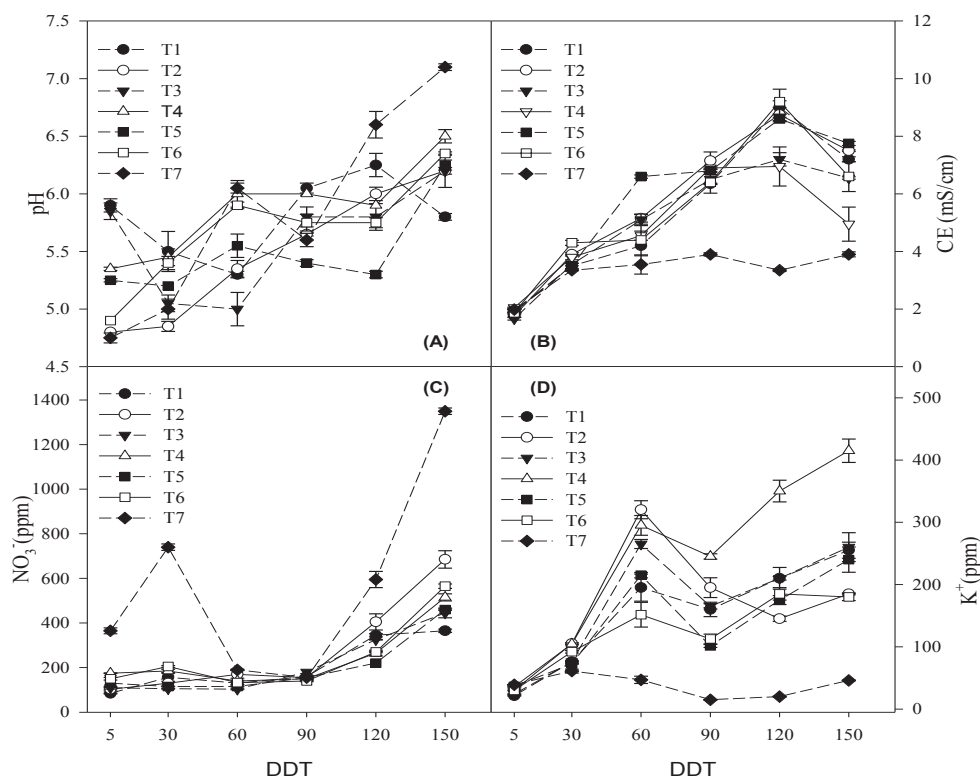 7.5
7.0
6.5
6.0
5.5
5.0
4.5
pH
T1
T2
T3
T4
T5
T6
T7
(A)
12
10
8
6
4
2
0
CE (mS/cm)
T1
T2
T3
T4
T5
T6
T7
(B)
1400
1200
1000
800
600
400
200
0
NO3-(ppm)
T1
T2
T3
T4
T5
T6
T7
(C)
5 30 60 90 120 150
DDT
500
400
300
200
100
0
K+(ppm)
T1
T2
T3
T4
T5
T6
T7
(D)
5 30 60 90 120 150
DDT